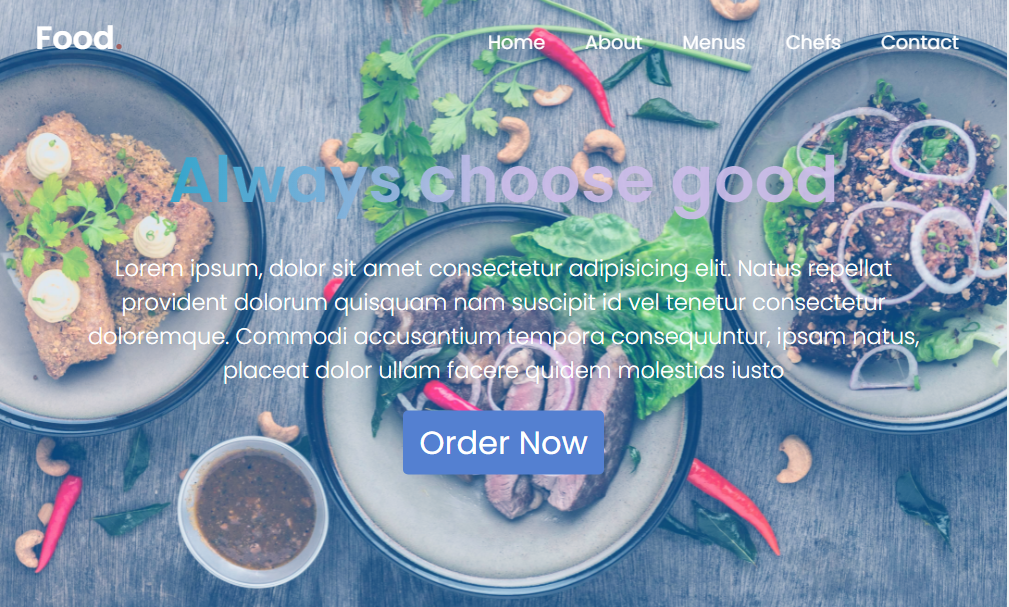 Food.
Home About Menus Chefs Contact
Always choose good
Lorem ipsum, dolor sit amet consectetur adipisicing elit. Natus repellat
provident dolorum quisquam nam suscipit id vel tenetur consectetur
doloremque. Commodi accusantium tempora consequuntur, ipsam natus,
placeat dolor ullam facere quidem molestias iusto
Order Now